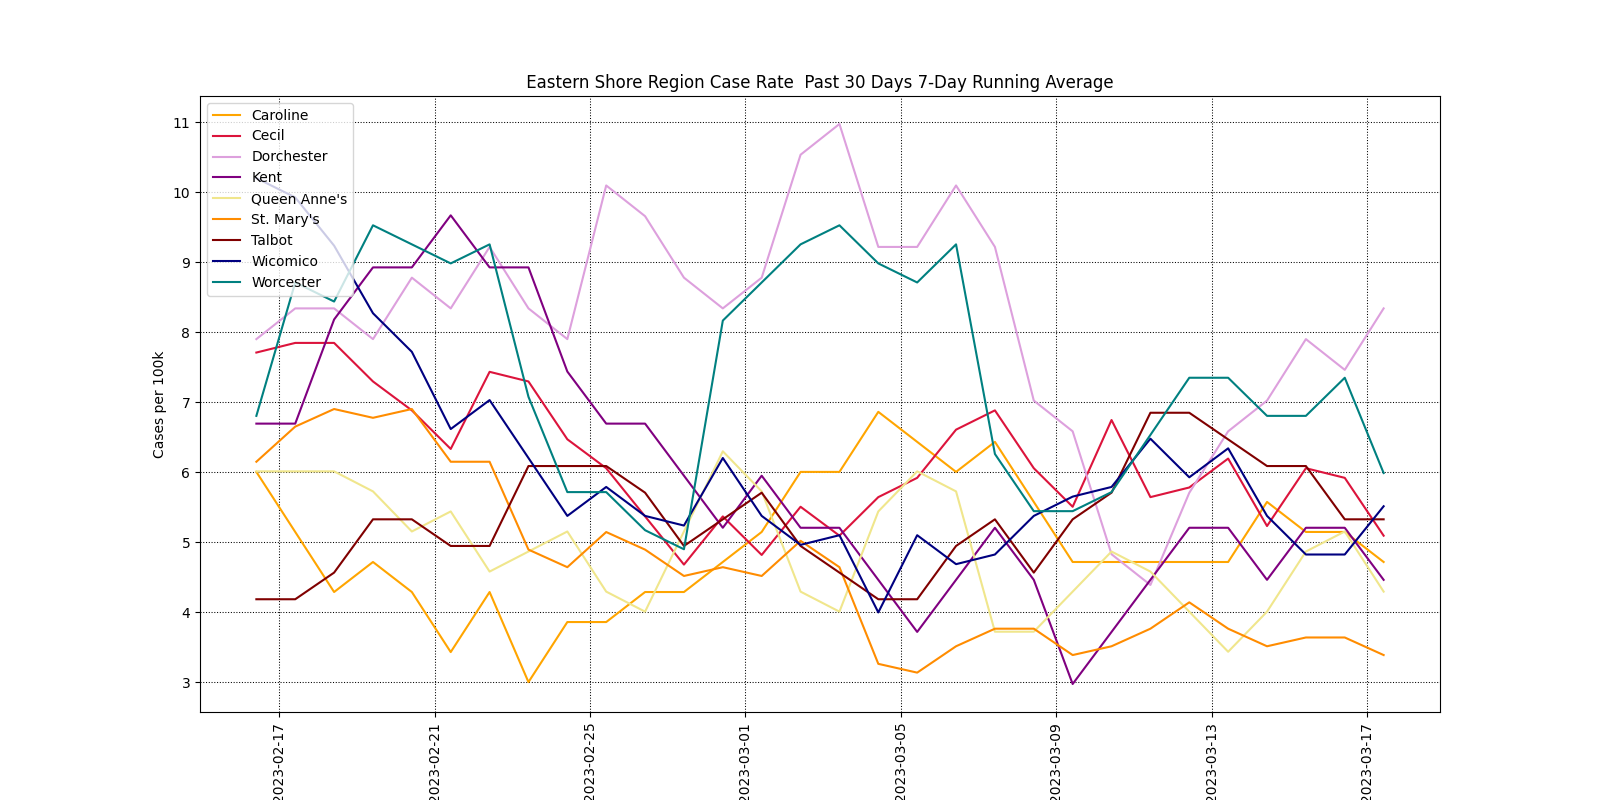 Eastern Shore Region Case Rate  Past 30 Days 7-Day Running Average
Caroline
Cecil
Dorchester
Kent
Queen Anne's
St. Mary's
Talbot
Wicomico
Worcester
Cases per 100k
11
10
9
8
7
6
5
4
3
2023-02-17
2023-02-21
2023-02-25
2023-03-01
2023-03-05
2023-03-09
2023-03-13
2023-03-17